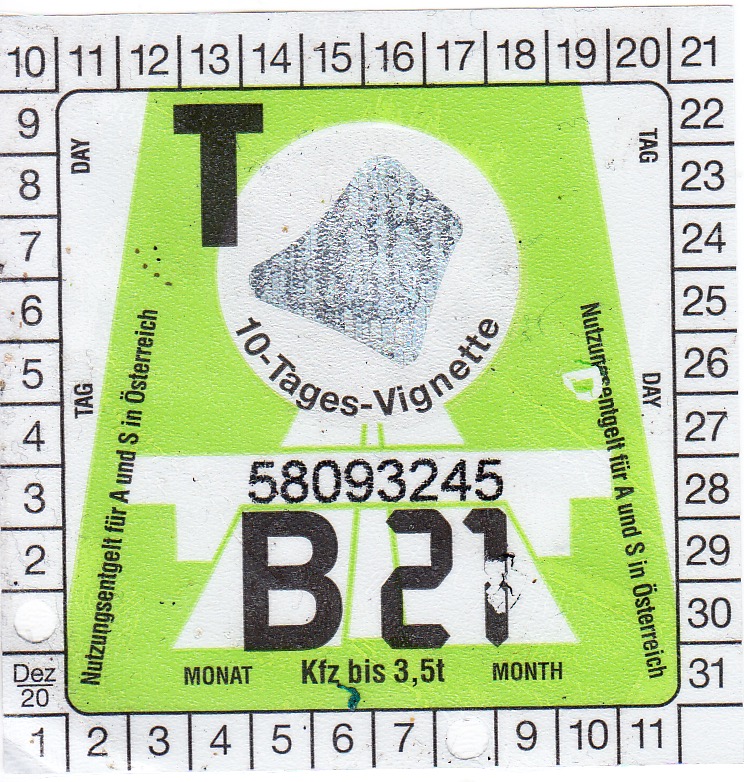 10 11 12 13 14 15 16 17 18 19 20 21
9
8
7
6
5
4
3
2
Dez
20
22
23
24
25
26
27
28
29
30
31
1 2 3 4 5 6 7 9 10 11
DAY
TAG
TAG
DAY
T
10-Tages-Vignette
Nutzungsentgelt für A und S in Österreich
Nutzungsentgelt für A und S in Österreich
D
58093245
B 21
MONAT Kfz bis 3,5t MONTH